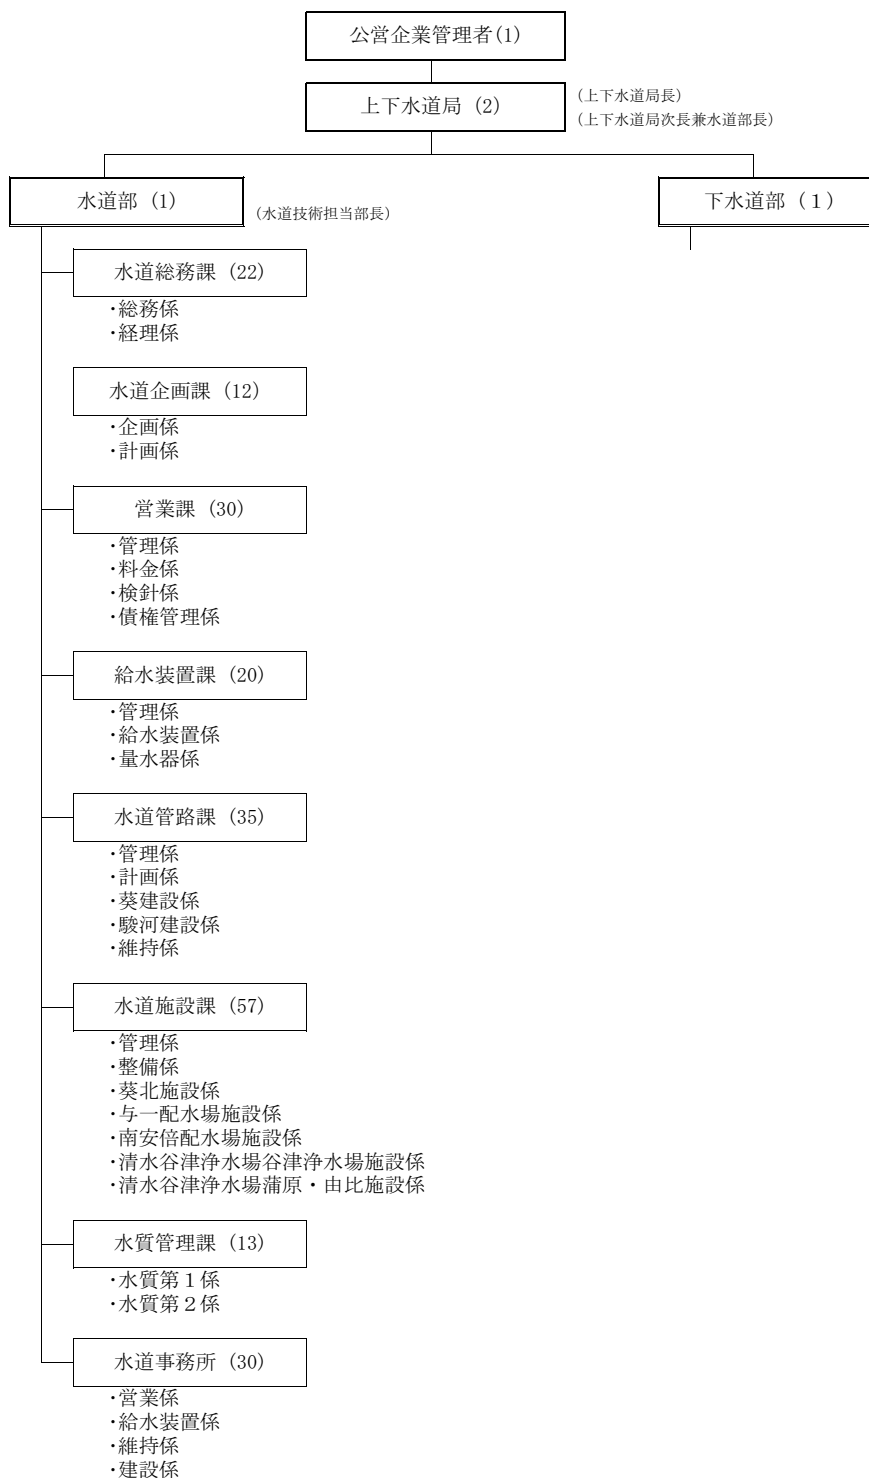 公営企業管理者(1)
上下水道局 (2)
(上下水道局長)
(上下水道局次長兼水道部長)
水道部 (1)
(水道技術担当部長)
下水道部 (１)
水道総務課 (22)
・総務係
・経理係
水道企画課 (12)
・企画係
・計画係
営業課 (30)
・管理係
・料金係
・検針係
・債権管理係
給水装置課 (20)
・管理係
・給水装置係
・量水器係
水道管路課 (35)
・管理係
・計画係
・葵建設係
・駿河建設係
・維持係
水道施設課 (57)
・管理係
・整備係
・葵北施設係
・与一配水場施設係
・南安倍配水場施設係
・清水谷津浄水場谷津浄水場施設係
・清水谷津浄水場蒲原・由比施設係
水質管理課 (13)
・水質第１係
・水質第２係
水道事務所 (30)
・営業係
・給水装置係
・維持係
・建設係